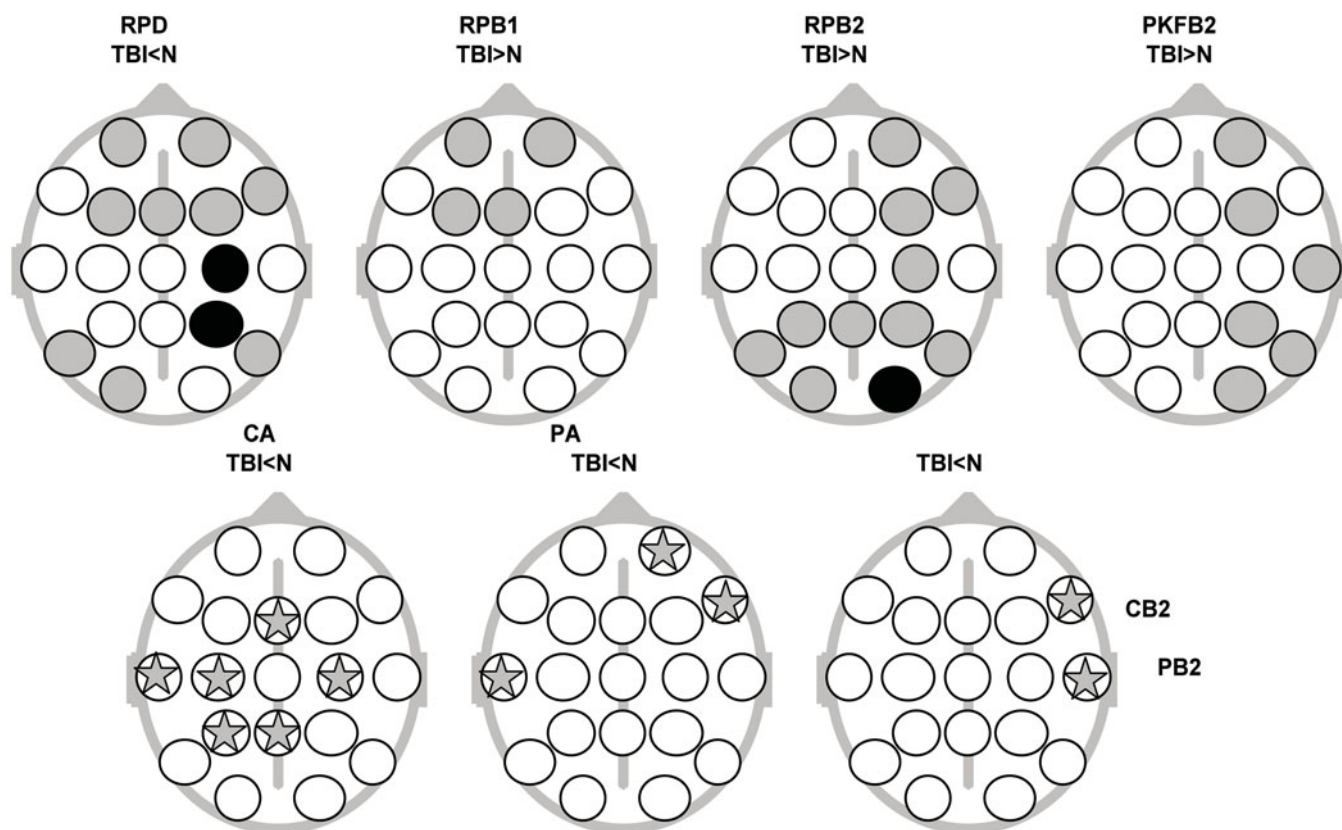 RPD
TBI<N
RPB1
TBI>N
RPB2
TBI>N
PKFB2
TBI>N
CA
TBI<N
PA
TBI<N
TBI<N
CB2
PB2